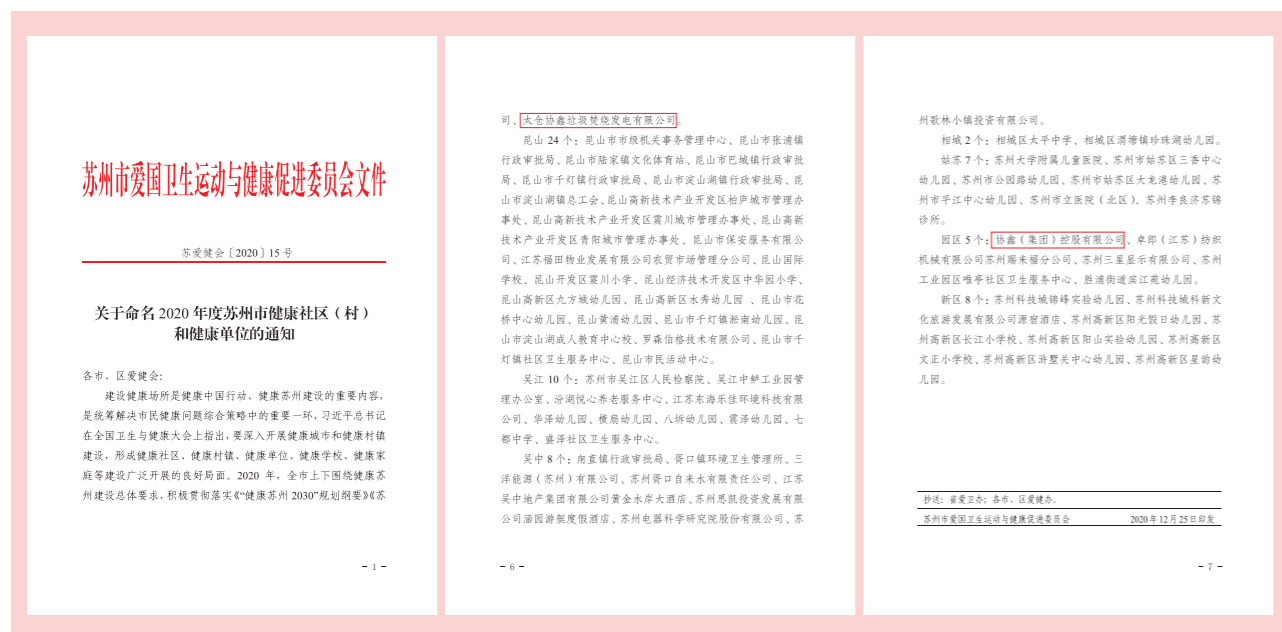 苏州市爱国卫生运动与健康促进委员会文件
苏爱健会〔2020〕15 号
关于命名 2020 年度苏州市健康社区（村）
和健康单位的通知
各市、区爱健会：
建设健康场所是健康中国行动、健康苏州建设的重要内容，
是统筹解决市民健康问题综合策略中的重要一环，习近平总书记
在全国卫生与健康大会上指出，要深入开展健康城市和健康村镇
建设，形成健康社区、健康村镇、健康单位、健康学校、健康家
庭等建设广泛开展的良好局面。2020 年，全市上下围绕健康苏
州建设总体要求，积极贯彻落实《“健康苏州 2030”规划纲要》《苏
－ 1 －
司、太仓协鑫垃圾焚烧发电有限公司。
昆山 24 个：昆山市市级机关事务管理中心、昆山市张浦镇
行政审批局、昆山市陆家镇文化体育站、昆山市巴城镇行政审批
局、昆山市千灯镇行政审批局、昆山市淀山湖镇行政审批局、昆
山市淀山湖镇总工会、昆山高新技术产业开发区柏庐城市管理办
事处、昆山高新技术产业开发区震川城市管理办事处、昆山高新
技术产业开发区青阳城市管理办事处、昆山市保安服务有限公
司、江苏福田物业发展有限公司农贸市场管理分公司、昆山国际
学校、昆山开发区震川小学、昆山经济技术开发区中华园小学、
昆山高新区九方城幼儿园、昆山高新区水秀幼儿园 、昆山市花
桥中心幼儿园、昆山黄浦幼儿园、昆山市千灯镇淞南幼儿园、昆
山市淀山湖成人教育中心校、罗森伯格技术有限公司、昆山市千
灯镇社区卫生服务中心、昆山市民活动中心。
吴江 10 个：苏州市吴江区人民检察院、吴江中鲈工业园管
理办公室、汾湖悦心养老服务中心、江苏东海乐佳环境科技有限
公司、华泽幼儿园、横扇幼儿园、八坼幼儿园、震泽幼儿园、七
都中学、盛泽社区卫生服务中心。
吴中 8 个：甪直镇行政审批局、胥口镇环境卫生管理所、三
洋能源（苏州）有限公司、苏州胥口自来水有限责任公司、江苏
吴中地产集团有限公司黄金水岸大酒店、苏州恩凯投资发展有限
公司涵园游艇度假酒店、苏州电器科学研究院股份有限公司、苏
－ 6 －
州歌林小镇投资有限公司。
相城 2 个：相城区太平中学、相城区渭塘镇珍珠湖幼儿园。
姑苏 7 个：苏州大学附属儿童医院、苏州市姑苏区三香中心
幼儿园、苏州市公园路幼儿园、苏州市姑苏区大龙港幼儿园、苏
州市平江中心幼儿园、苏州市立医院（北区）、苏州李良济苏锦
诊所。
园区 5 个：协鑫（集团）控股有限公司、卓郎（江苏）纺织
机械有限公司苏州赐来福分公司、苏州三星显示有限公司、苏州
工业园区唯亭社区卫生服务中心、胜浦街道滨江苑幼儿园。
新区 8 个：苏州科技城锦峰实验幼儿园、苏州科技城科新文
化旅游发展有限公司源宿酒店、苏州高新区阳光假日幼儿园、苏
州高新区长江小学校、苏州高新区阳山实验幼儿园、苏州高新区
文正小学校、苏州高新区浒墅关中心幼儿园、苏州高新区星韵幼
儿园。
抄送：省爱卫办；各市、区爱健办。
苏州市爱国卫生运动与健康促进委员会 2020 年 12 月 25 日印发
－ 7 －